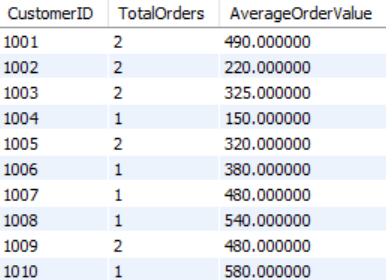 CustomerID TotalOrders AverageOrderValue
1001 2 490.000000
1002 2 220.000000
1003 2 325.000000
1004 1 150.000000
1005 2 320.000000
1006 1 380.000000
1007 1 480.000000
1008 1 540.000000
1009 2 480.000000
1010 1 580.000000